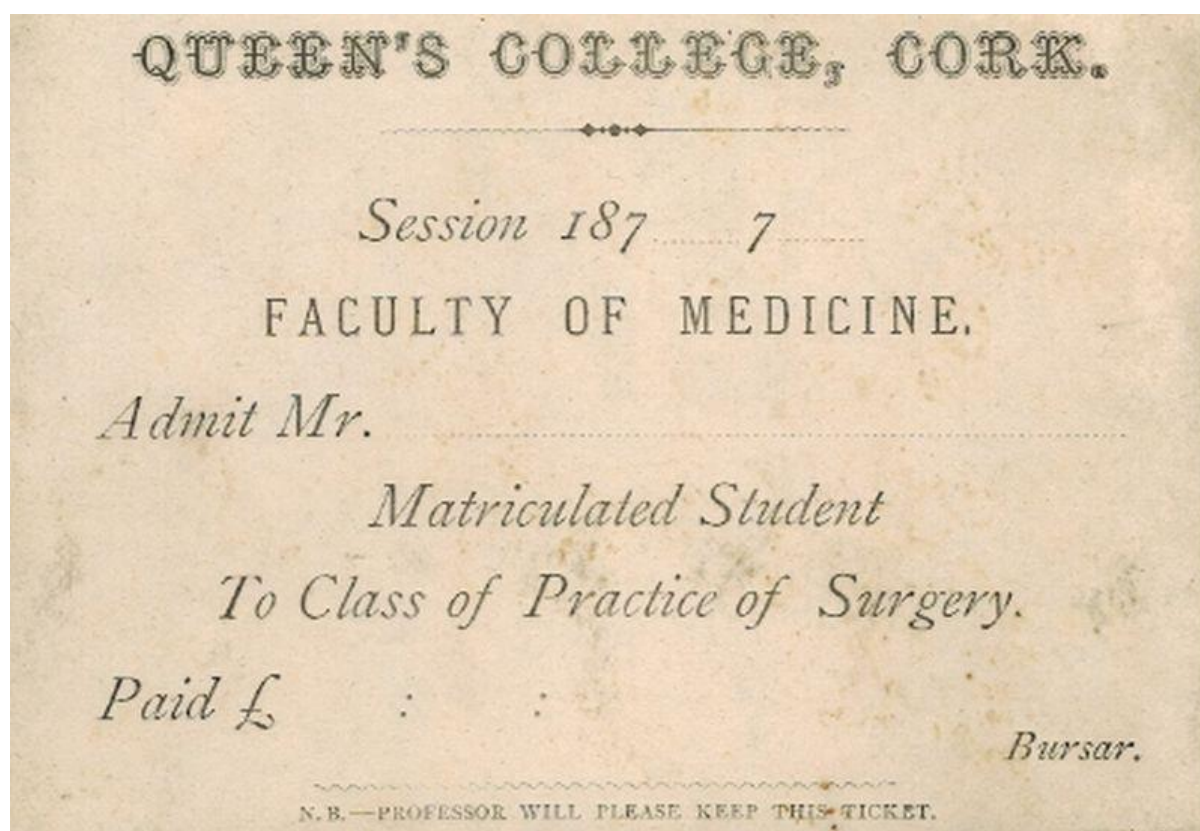 QUEEN'S COLLEGE, CORK.
Session 187 7
FACULTY OF MEDICINE.
Admit Mr.
Matriculated Student
To Class of Practice of Surgery.
Paid £ : :
Bursar.
N.B.—PROFESSOR WILL PLEASE KEEP THIS TICKET.